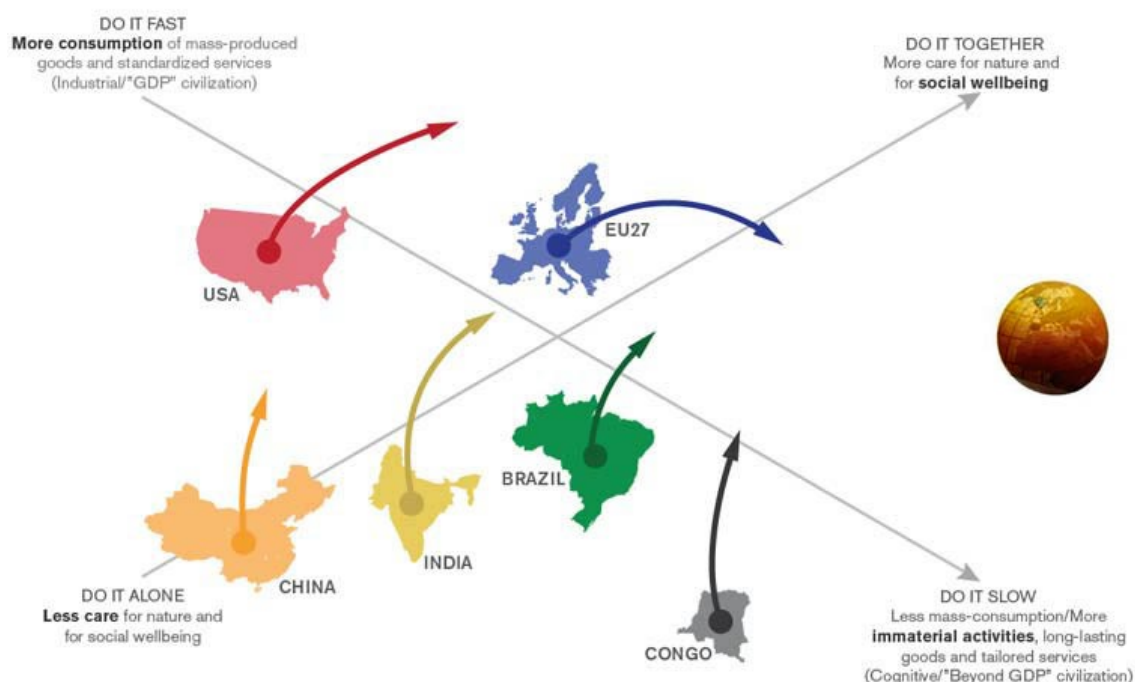 DO IT FAST
More consumption of mass-produced
goods and standardized services
(Industrial/"GDP" civilization)
DO IT TOGETHER
More care for nature and
for social wellbeing
EU27
USA
BRAZIL
INDIA
CHINA
DO IT ALONE
Less care for nature and
for social wellbeing
CONGO
DO IT SLOW
Less mass-consumption/More
immaterial activities, long-lasting
goods and tailored services
(Cognitive/"Beyond GDP" civilization)